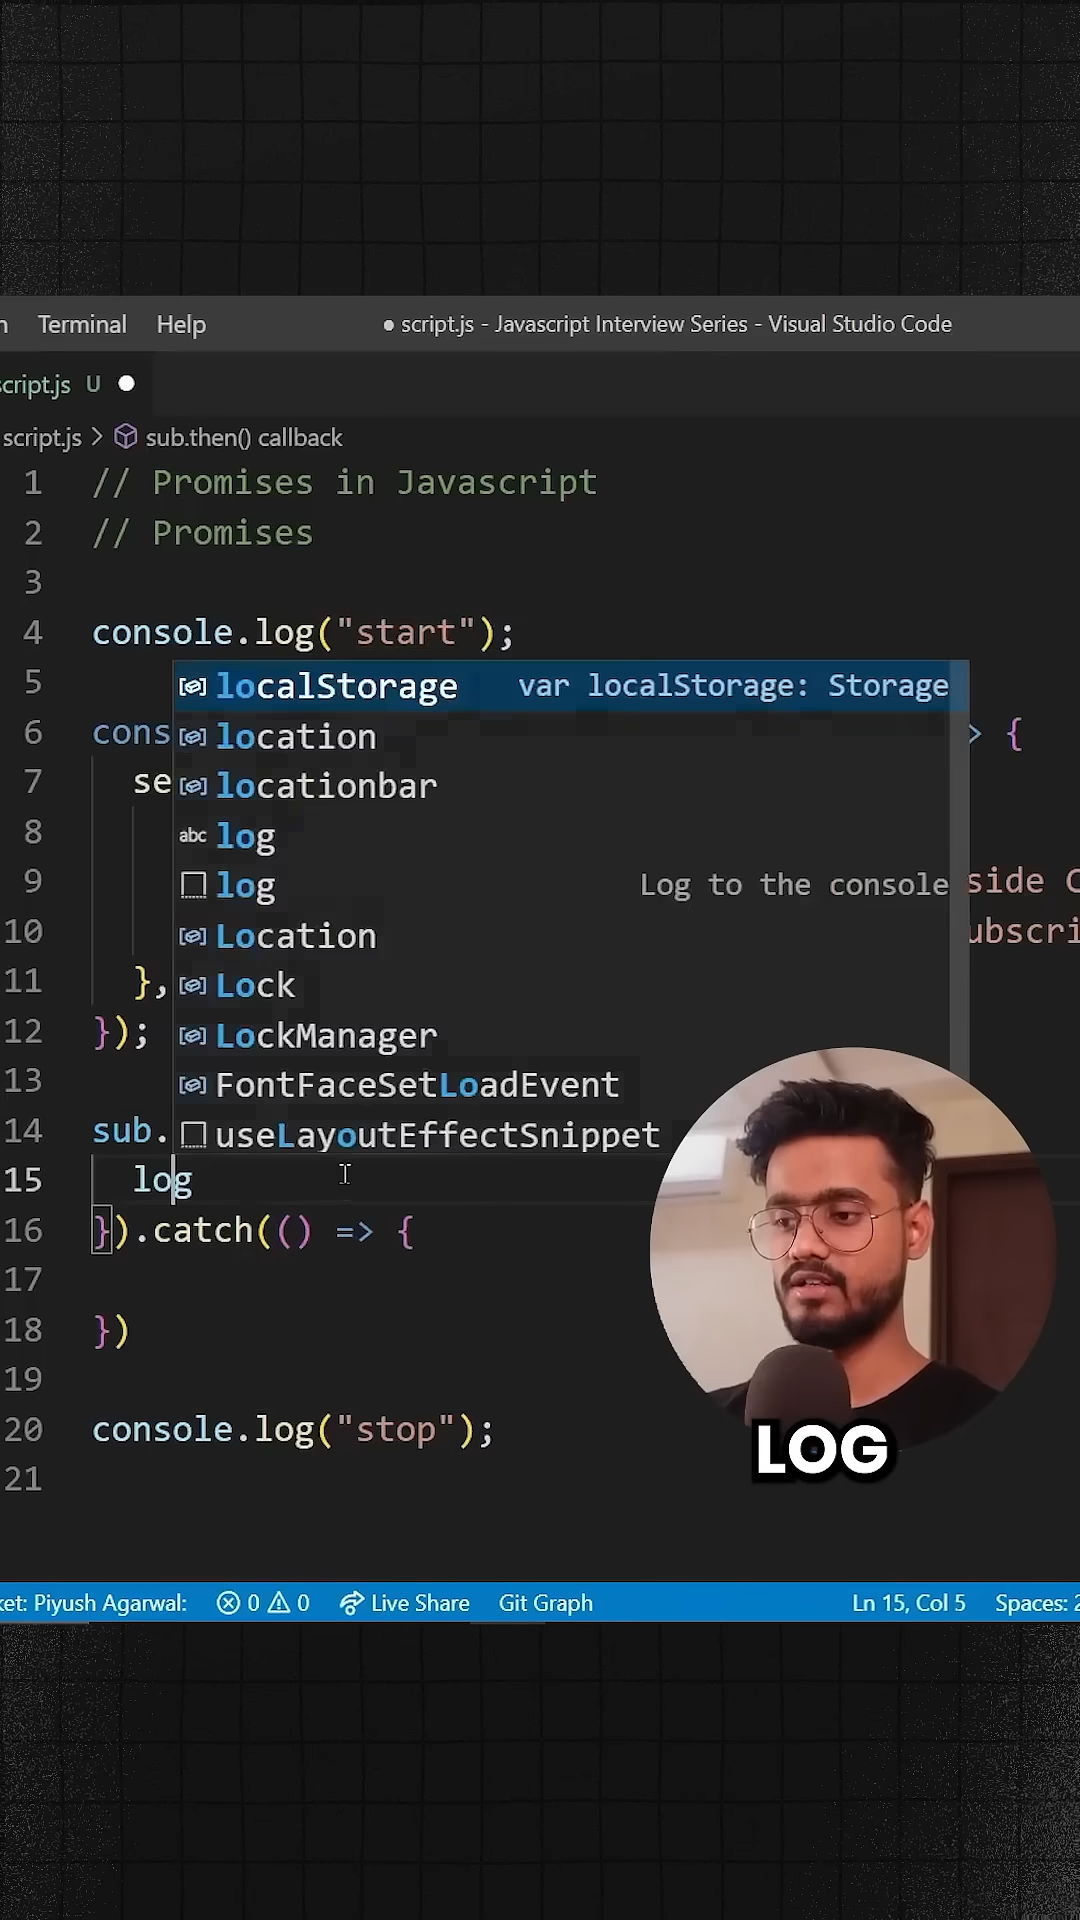 Terminal Help ● script.js - Javascript Interview Series - Visual Studio Code
script.js U ●
script.js > sub.then() callback
1 // Promises in Javascript
2 // Promises
3
4 console.log("start");
5
localStorage var localStorage: Storage
6 cons
location
> {
7 se
locationbar
8
abc log
9
log Log to the console
side C
10
Location
ubscri
11 },
Lock
12 });
LockManager
13
FontFaceSetLoadEvent
14 sub.
useLayoutEffectSnippet
15 log
16 }).catch(() => {
17
18 })
19
20 console.log("stop");
LOG
21
ket: Piyush Agarwal: 0 0 Live Share Git Graph Ln 15, Col 5 Spaces: 2